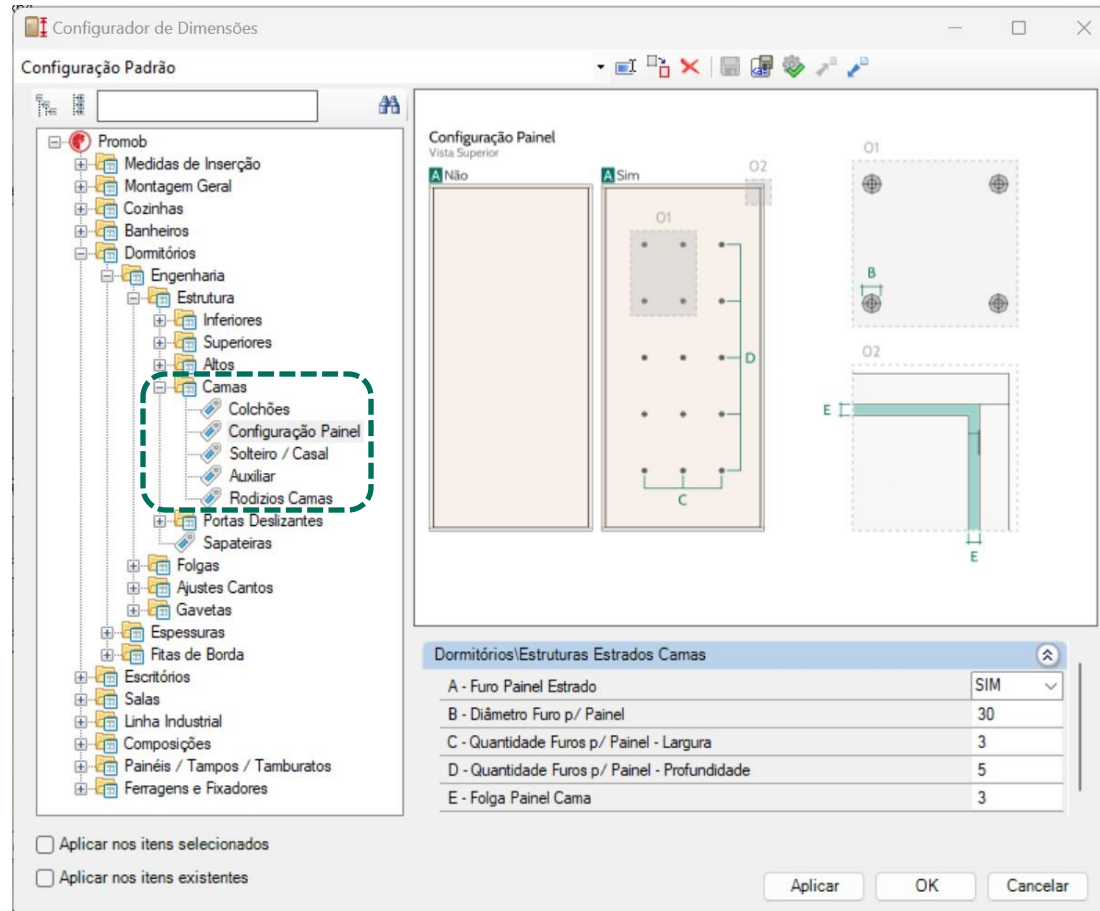 Configurador de Dimensões
Configuração Padrão
Promob
Medidas de Inserção
Montagem Geral
Cozinhas
Banheiros
Dormitórios
Engenharia
Estrutura
Inferiores
Superiores
Altos
Camas
Colchões
Configuração Painel
Solteiro / Casal
Auxiliar
Rodizios Camas
Portas Deslizantes
Sapateiras
Folgas
Ajustes Cantos
Gavetas
Espessuras
Fitas de Borda
Escritórios
Salas
Linha Industrial
Composições
Painéis / Tampos / Tamburatos
Ferragens e Fixadores
Configuração Painel
Vista Superior
A Não
A Sim
O2
O1
D
C
O1
B
O2
E
E
Dormitórios\Estruturas Estrados Camas
A - Furo Painel Estrado SIM
B - Diâmetro Furo p/ Painel 30
C - Quantidade Furos p/ Painel - Largura 3
D - Quantidade Furos p/ Painel - Profundidade 5
E - Folga Painel Cama 3
Aplicar nos itens selecionados
Aplicar nos itens existentes
Aplicar OK Cancelar